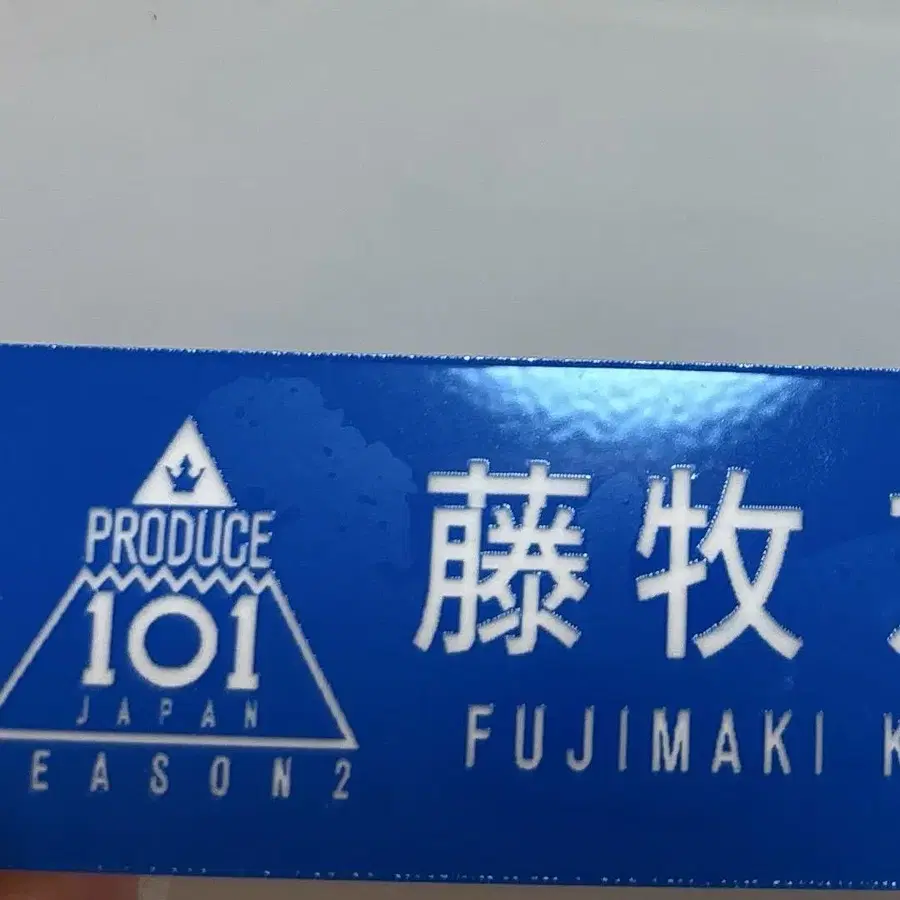 PRODUCE
101
JAPAN
EASON 2
藤牧
FUJIMAKI K